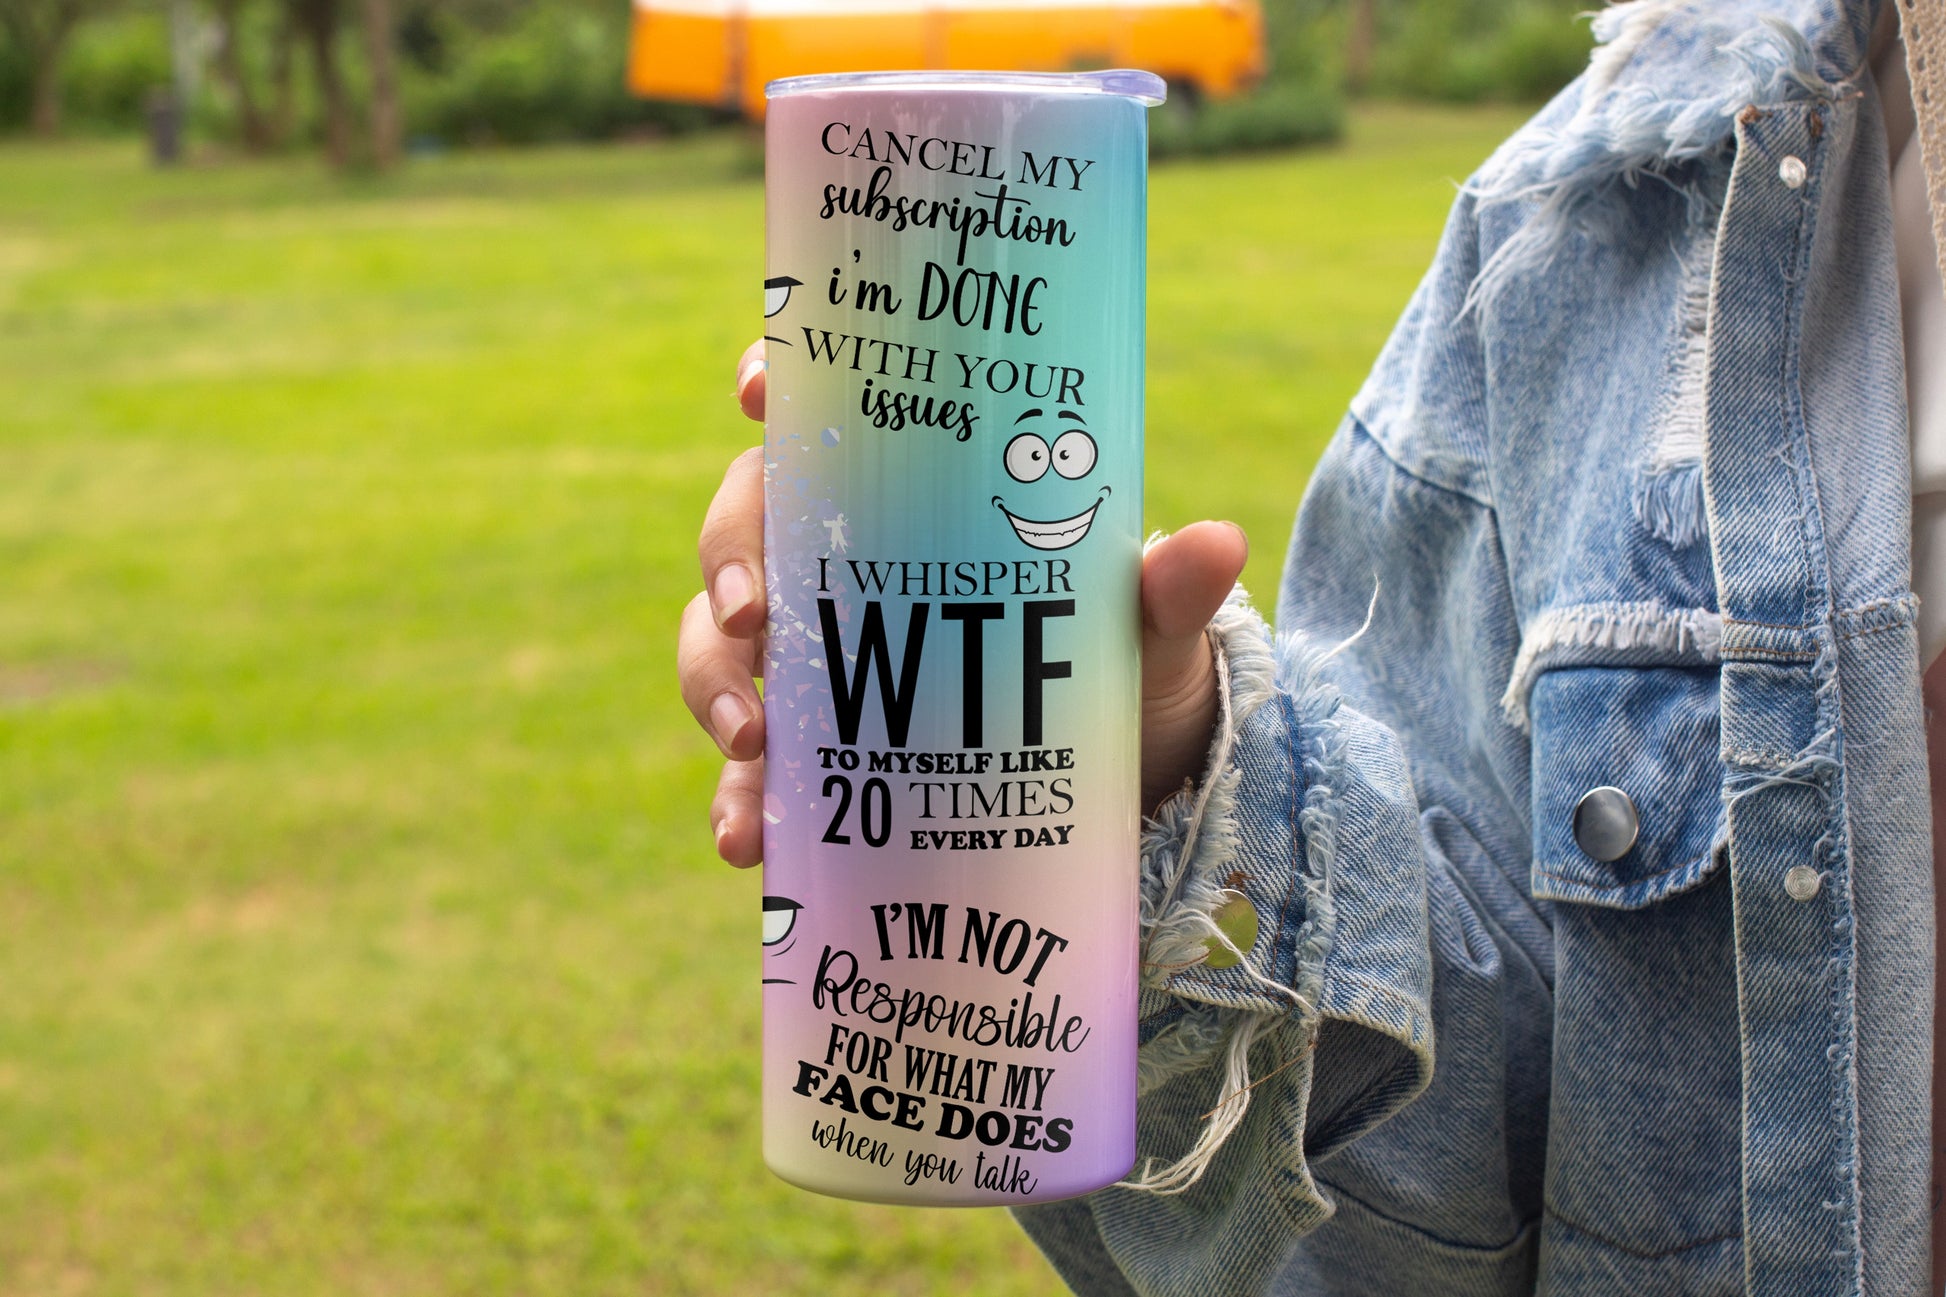 CANCEL MY
subscription
i'm DONE
WITH YOUR
issues
I WHISPER
WTF
TO MYSELF LIKE
20 TIMES
EVERY DAY
I'M NOT
Responsible
FOR WHAT MY
FACE DOES
when you talk